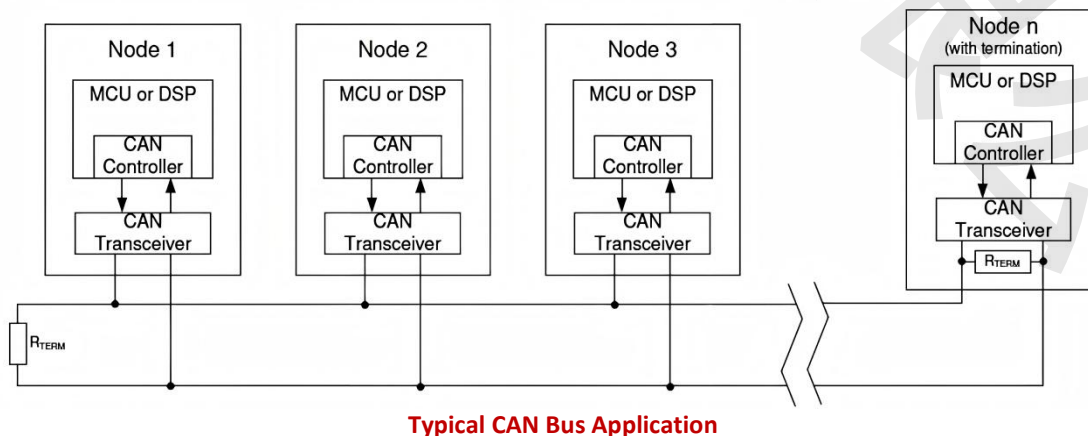 Node 1
MCU or DSP
CAN
Controller
CAN
Transceiver
Node 2
MCU or DSP
CAN
Controller
CAN
Transceiver
Node 3
MCU or DSP
CAN
Controller
CAN
Transceiver
Node n
(with termination)
MCU or DSP
CAN
Controller
CAN
Transceiver
RTERM
RTERM
Typical CAN Bus Application